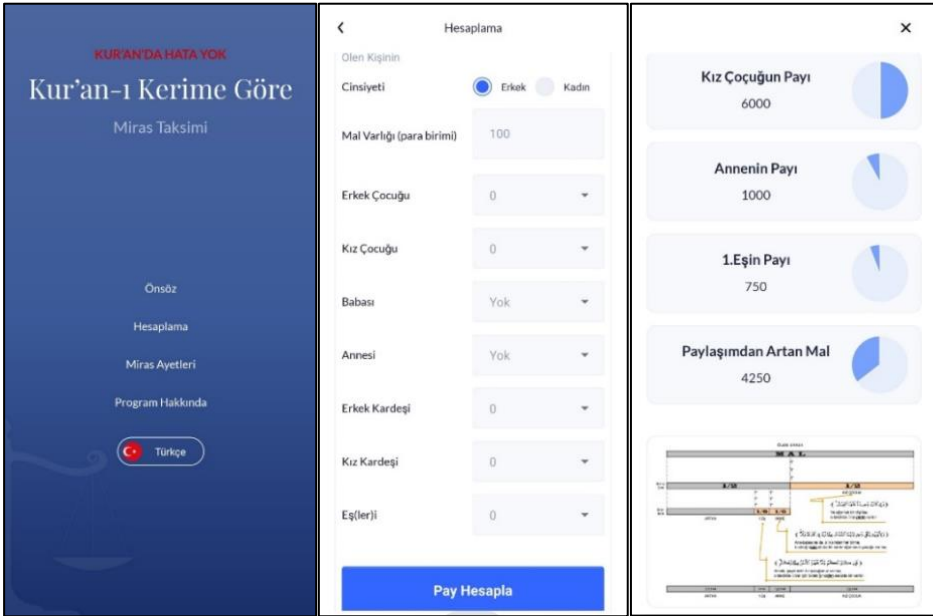 KUR'AN'DA HATA YOK
Kur'an-ı Kerime Göre
Miras Taksimi
Önsöz
Hesaplama
Miras Ayetleri
Program Hakkında
Türkçe
Hesaplama
Ölen Kişinin
Cinsiyeti
Erkek
Kadın
Mal Varlığı (para birimi)
100
Erkek Çocuğu
0
Kız Çocuğu
0
Babası
Yok
Annesi
Yok
Erkek Kardeşi
0
Kız Kardeşi
0
Eş(ler)i
0
Pay Hesapla
Kız Çoçuğun Payı
6000
Annenin Payı
1000
1.Eşin Payı
750
Paylaşımdan Artan Mal
4250
MAL